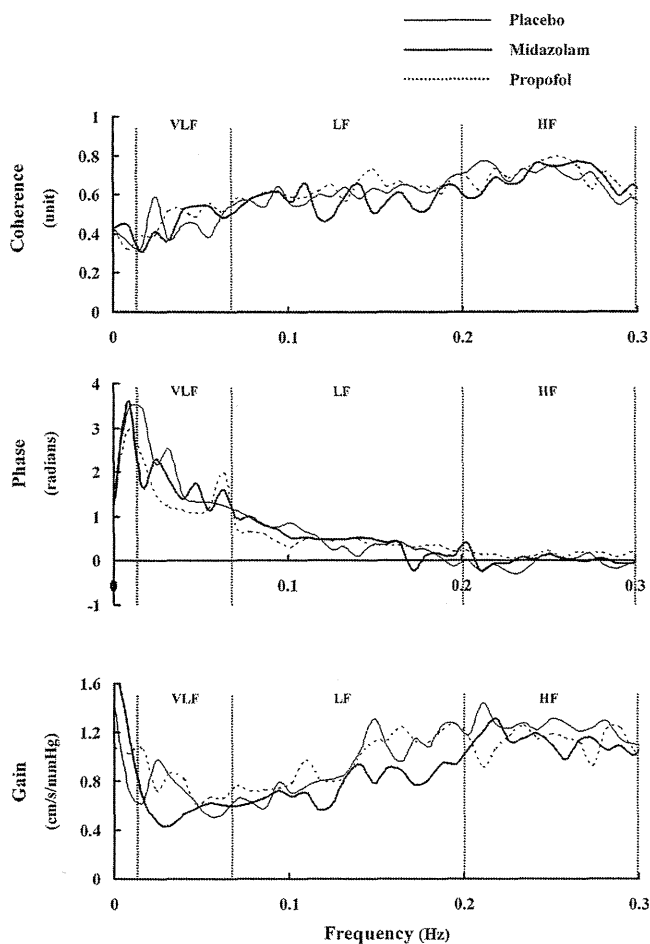 Placebo
Midazolam
Propofol
VLF LF HF
Coherence
(unit)
1
0.8
0.6
0.4
0.2
0
0 0.1 0.2 0.3
VLF LF HF
Phase
(radians)
4
3
2
1
0
-1
0 0.1 0.2 0.3
VLF LF HF
Gain
(cm/s/mmHg)
1.6
1.2
0.8
0.4
0
0 0.1 0.2 0.3
Frequency (Hz)